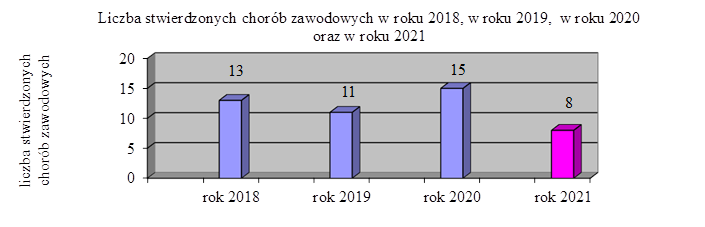 Liczba stwierdzonych chorób zawodowych w roku 2018, w roku 2019,  w roku 2020
oraz w roku 2021
liczba stwierdzonych
chorób zawodowych
20
15
10
5
0
13
11
15
8
rok 2018
rok 2019
rok 2020
rok 2021